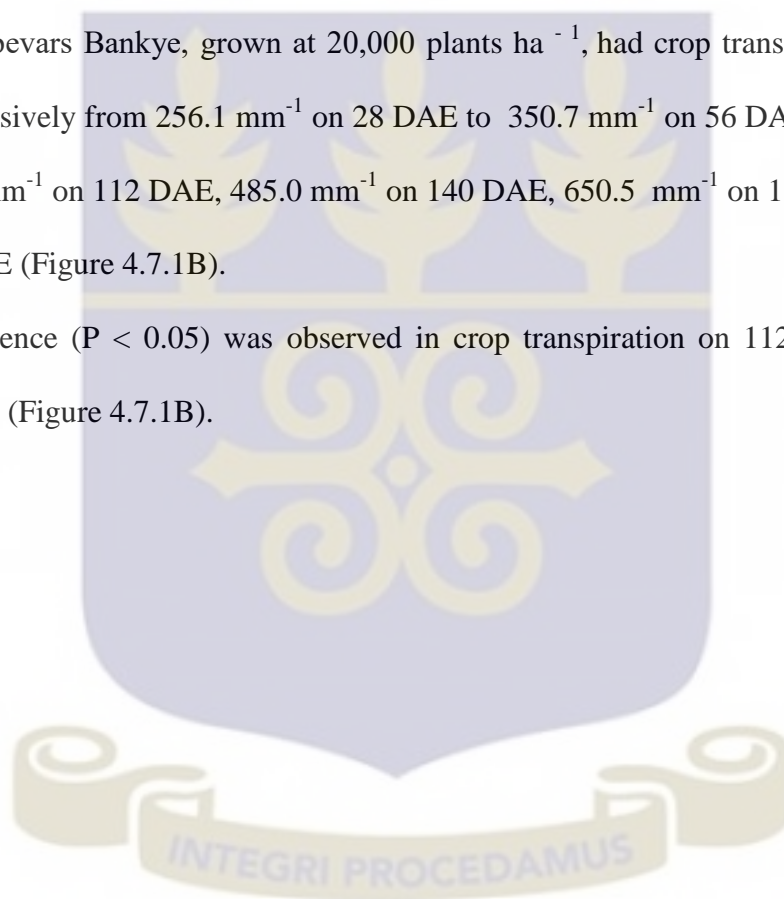 bevars Bankye, grown at 20,000 plants ha ⁻ ¹, had crop trans
sively from 256.1 mm⁻¹ on 28 DAE to 350.7 mm⁻¹ on 56 DA
m⁻¹ on 112 DAE, 485.0 mm⁻¹ on 140 DAE, 650.5 mm⁻¹ on 1
E (Figure 4.7.1B).
ence (P < 0.05) was observed in crop transpiration on 112
(Figure 4.7.1B).
INTEGRI PROCEDAMUS